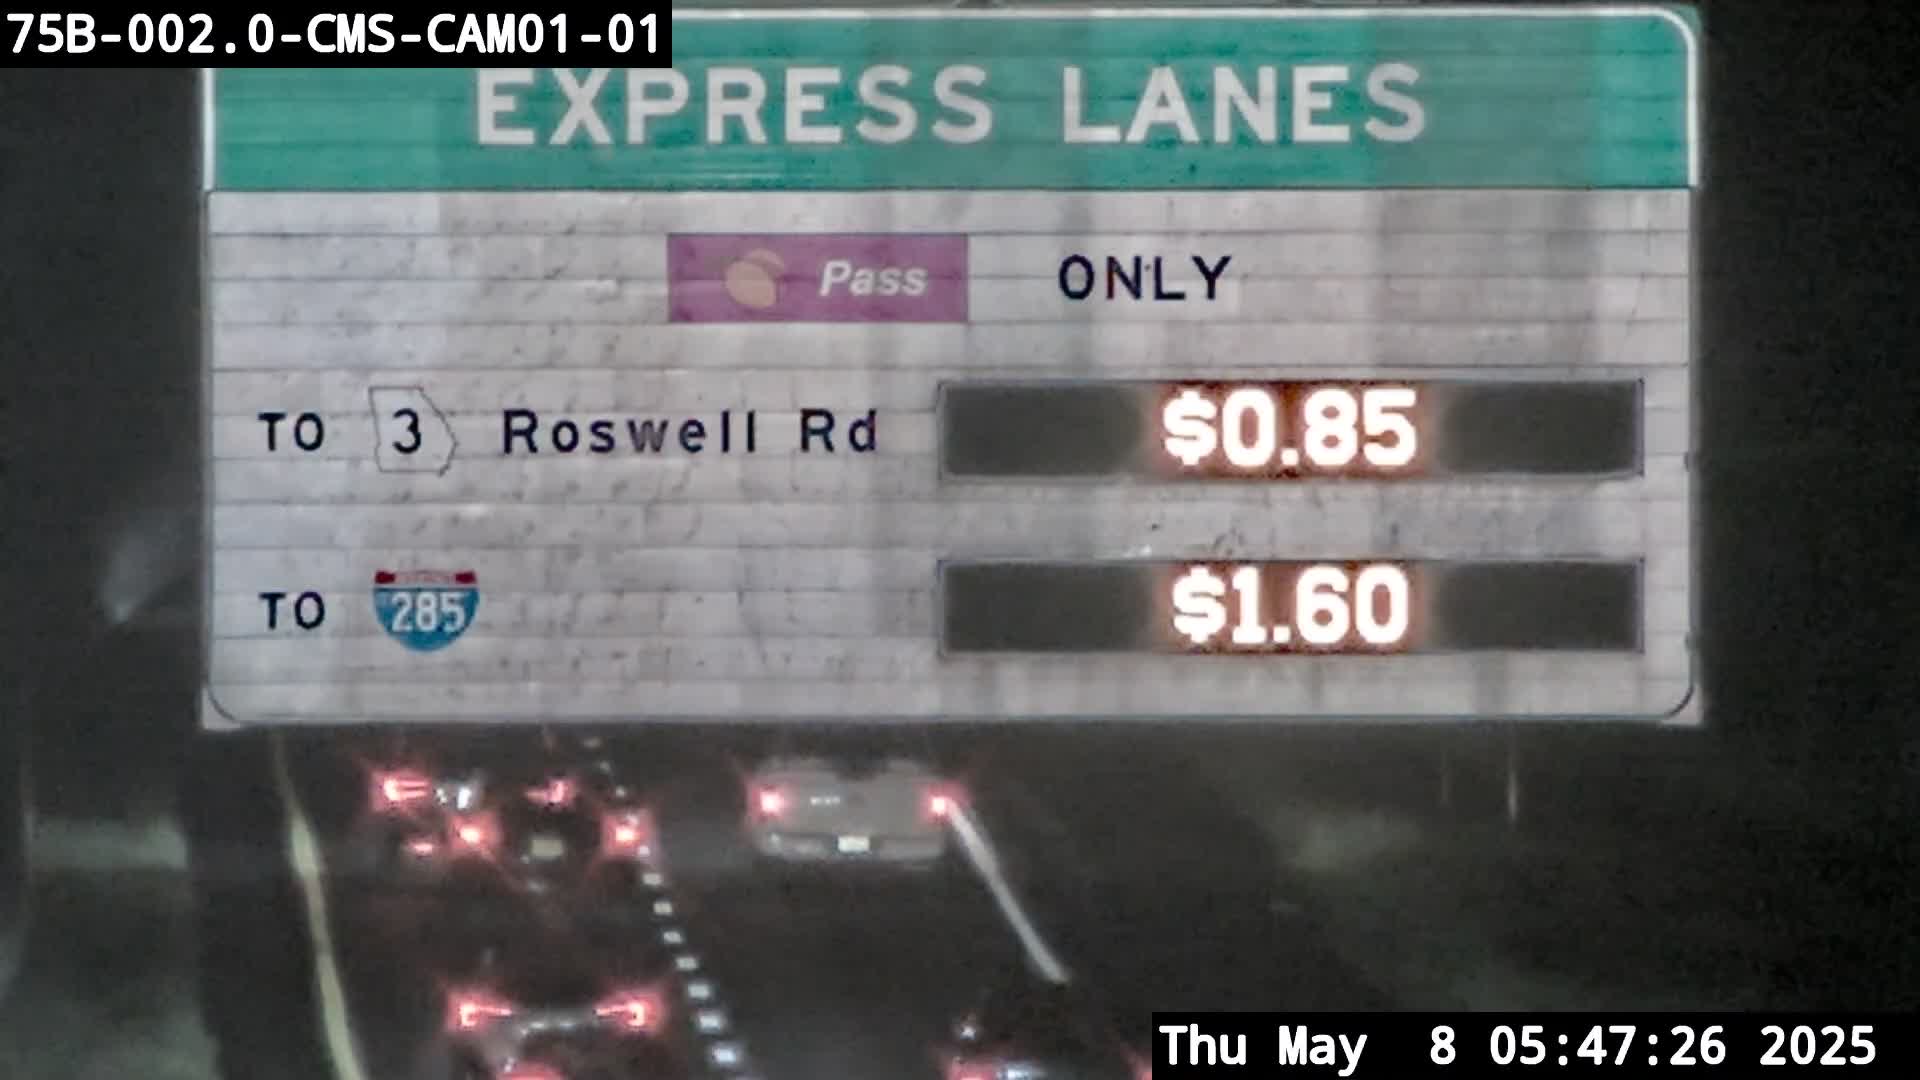 75B-002.0-CMS-CAM01-01
EXPRESS LANES
Pass ONLY
TO 3 Roswell Rd $0.85
TO 285 $1.60
Thu May 8 05:47:26 2025